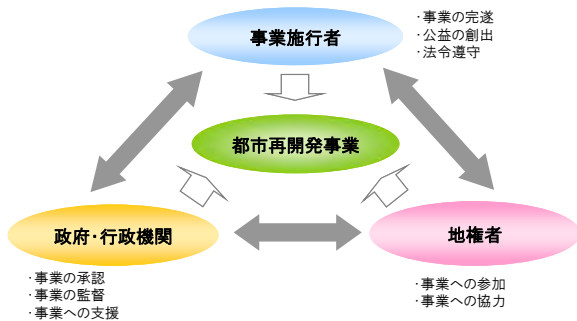 事業施行者
・事業の完遂
・公益の創出
・法令遵守
都市再開発事業
政府・行政機関
地権者
・事業の承認
・事業の監督
・事業への支援
・事業への参加
・事業への協力